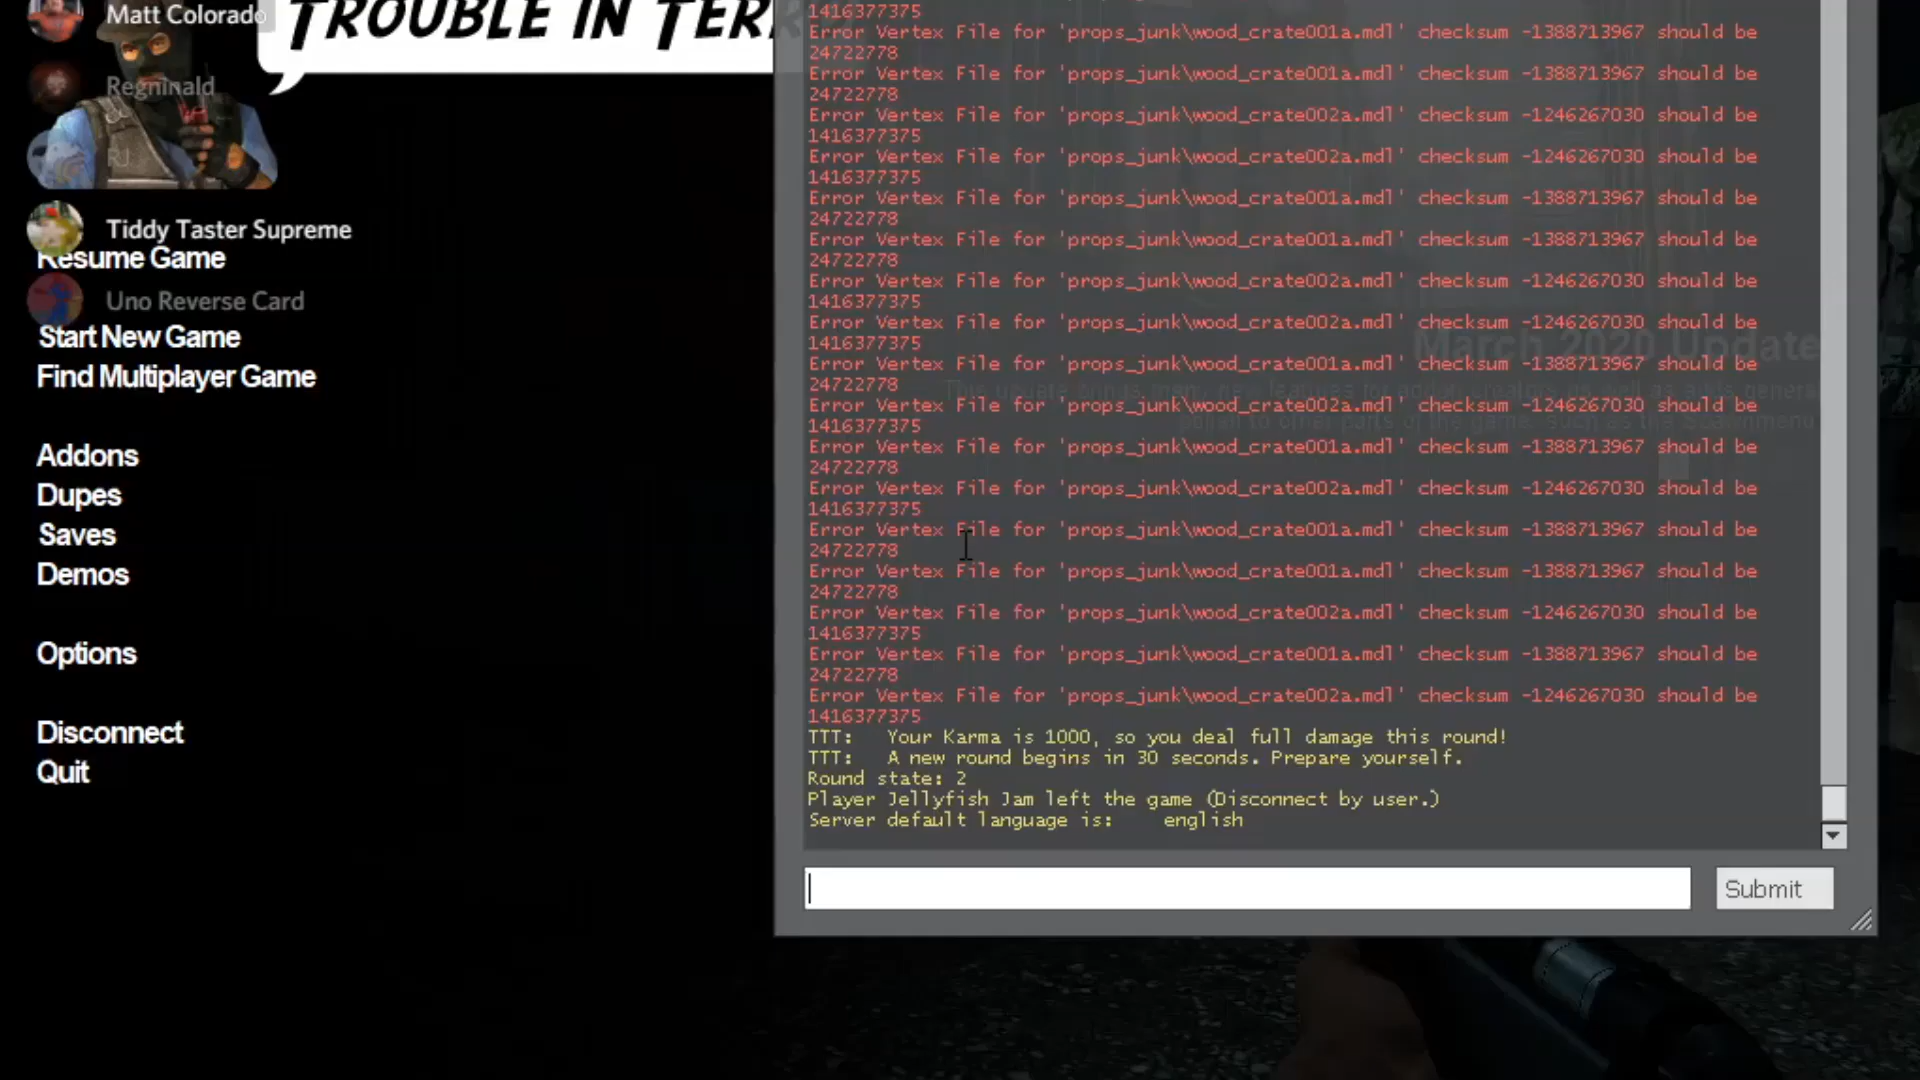 Matt Colorado
TROUBLE IN TER
Regninald
RJ
Tiddy Taster Supreme
Resume Game
Uno Reverse Card
Start New Game
Find Multiplayer Game
Addons
Dupes
Saves
Demos
Options
Disconnect
Quit
1416377375
Error Vertex File for 'props_junk\wood_crate001a.mdl' checksum -1388713967 should be
24722778
Error Vertex File for 'props_junk\wood_crate001a.mdl' checksum -1388713967 should be
24722778
Error Vertex File for 'props_junk\wood_crate002a.mdl' checksum -1246267030 should be
1416377375
Error Vertex File for 'props_junk\wood_crate002a.mdl' checksum -1246267030 should be
1416377375
Error Vertex File for 'props_junk\wood_crate001a.mdl' checksum -1388713967 should be
24722778
Error Vertex File for 'props_junk\wood_crate001a.mdl' checksum -1388713967 should be
24722778
Error Vertex File for 'props_junk\wood_crate002a.mdl' checksum -1246267030 should be
1416377375
Error Vertex File for 'props_junk\wood_crate002a.mdl' checksum -1246267030 should be
1416377375
March 2020 Update
Error Vertex File for 'props_junk\wood_crate001a.mdl' checksum -1388713967 should be
24722778
Error Vertex File for 'props_junk\wood_crate002a.mdl' checksum -1246267030 should be
1416377375
Error Vertex File for 'props_junk\wood_crate001a.mdl' checksum -1388713967 should be
24722778
Error Vertex File for 'props_junk\wood_crate002a.mdl' checksum -1246267030 should be
1416377375
Error Vertex File for 'props_junk\wood_crate001a.mdl' checksum -1388713967 should be
24722778
Error Vertex File for 'props_junk\wood_crate001a.mdl' checksum -1388713967 should be
24722778
Error Vertex File for 'props_junk\wood_crate002a.mdl' checksum -1246267030 should be
1416377375
Error Vertex File for 'props_junk\wood_crate001a.mdl' checksum -1388713967 should be
24722778
Error Vertex File for 'props_junk\wood_crate002a.mdl' checksum -1246267030 should be
1416377375
TTT: Your Karma is 1000, so you deal full damage this round!
TTT: A new round begins in 30 seconds. Prepare yourself.
Round state: 2
Player Jellyfish Jam left the game (Disconnect by user.)
Server default language is: english
Submit